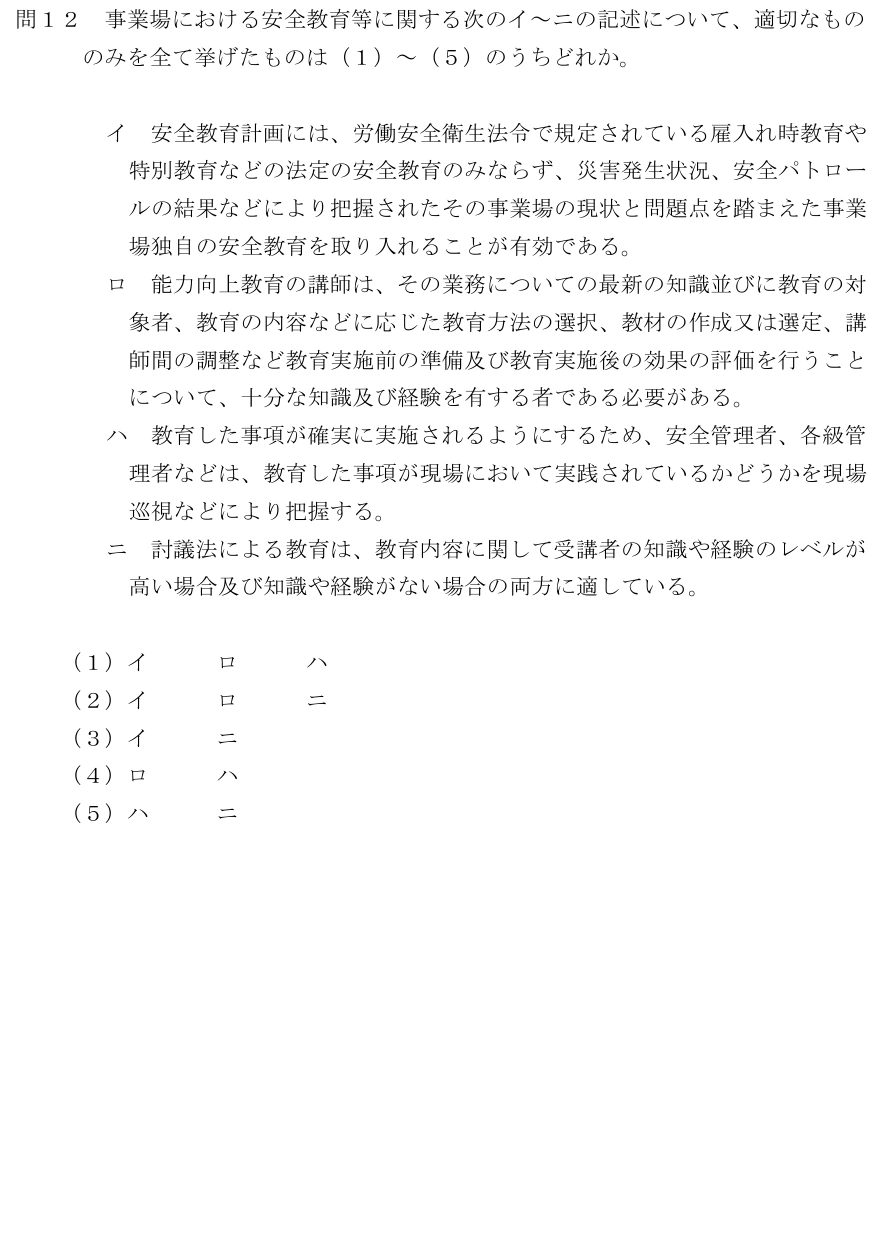 問１２　事業場における安全教育等に関する次のイ～ニの記述について、適切なもの
のみを全て挙げたものは（１）～（５）のうちどれか。
イ　安全教育計画には、労働安全衛生法令で規定されている雇入れ時教育や
特別教育などの法定の安全教育のみならず、災害発生状況、安全パトロー
ルの結果などにより把握されたその事業場の現状と問題点を踏まえた事業
場独自の安全教育を取り入れることが有効である。
ロ　能力向上教育の講師は、その業務についての最新の知識並びに教育の対
象者、教育の内容などに応じた教育方法の選択、教材の作成又は選定、講
師間の調整など教育実施前の準備及び教育実施後の効果の評価を行うこと
について、十分な知識及び経験を有する者である必要がある。
ハ　教育した事項が確実に実施されるようにするため、安全管理者、各級管
理者などは、教育した事項が現場において実践されているかどうかを現場
巡視などにより把握する。
ニ　討議法による教育は、教育内容に関して受講者の知識や経験のレベルが
高い場合及び知識や経験がない場合の両方に適している。
（１）イ　　　ロ　　　ハ
（２）イ　　　ロ　　　ニ
（３）イ　　　ニ
（４）ロ　　　ハ
（５）ハ　　　ニ